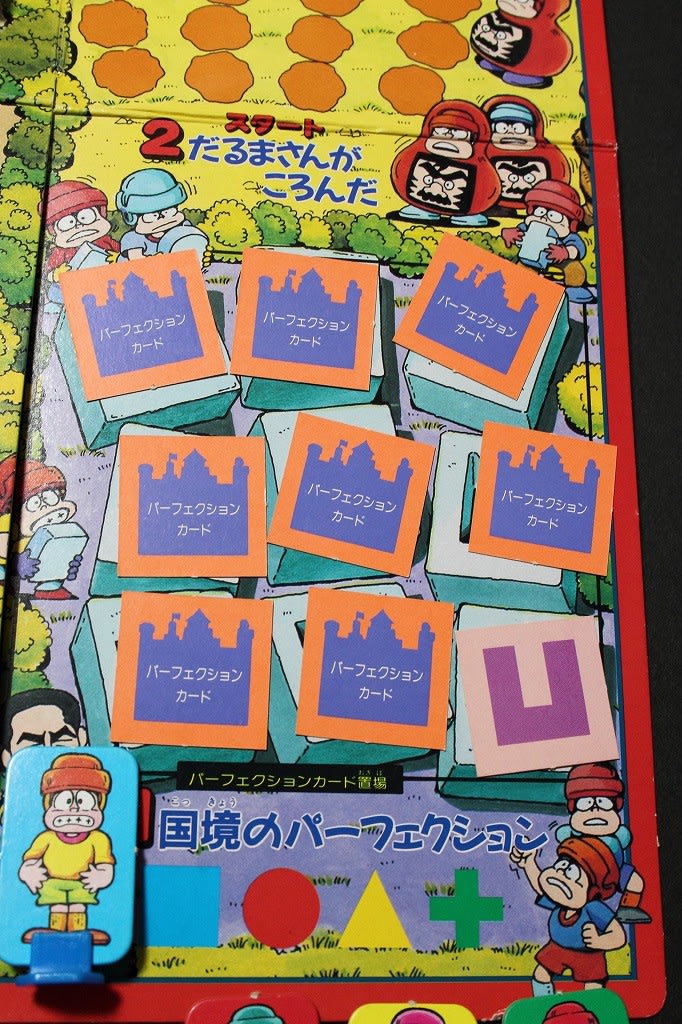 スタート
2 だるまさんが
ころんだ
パーフェクション
カード
パーフェクション
カード
パーフェクション
カード
パーフェクション
カード
パーフェクション
カード
パーフェクション
カード
パーフェクション
カード
パーフェクション
カード
おきば
パーフェクションカード置場
こっ きょう
国境のパーフェクション